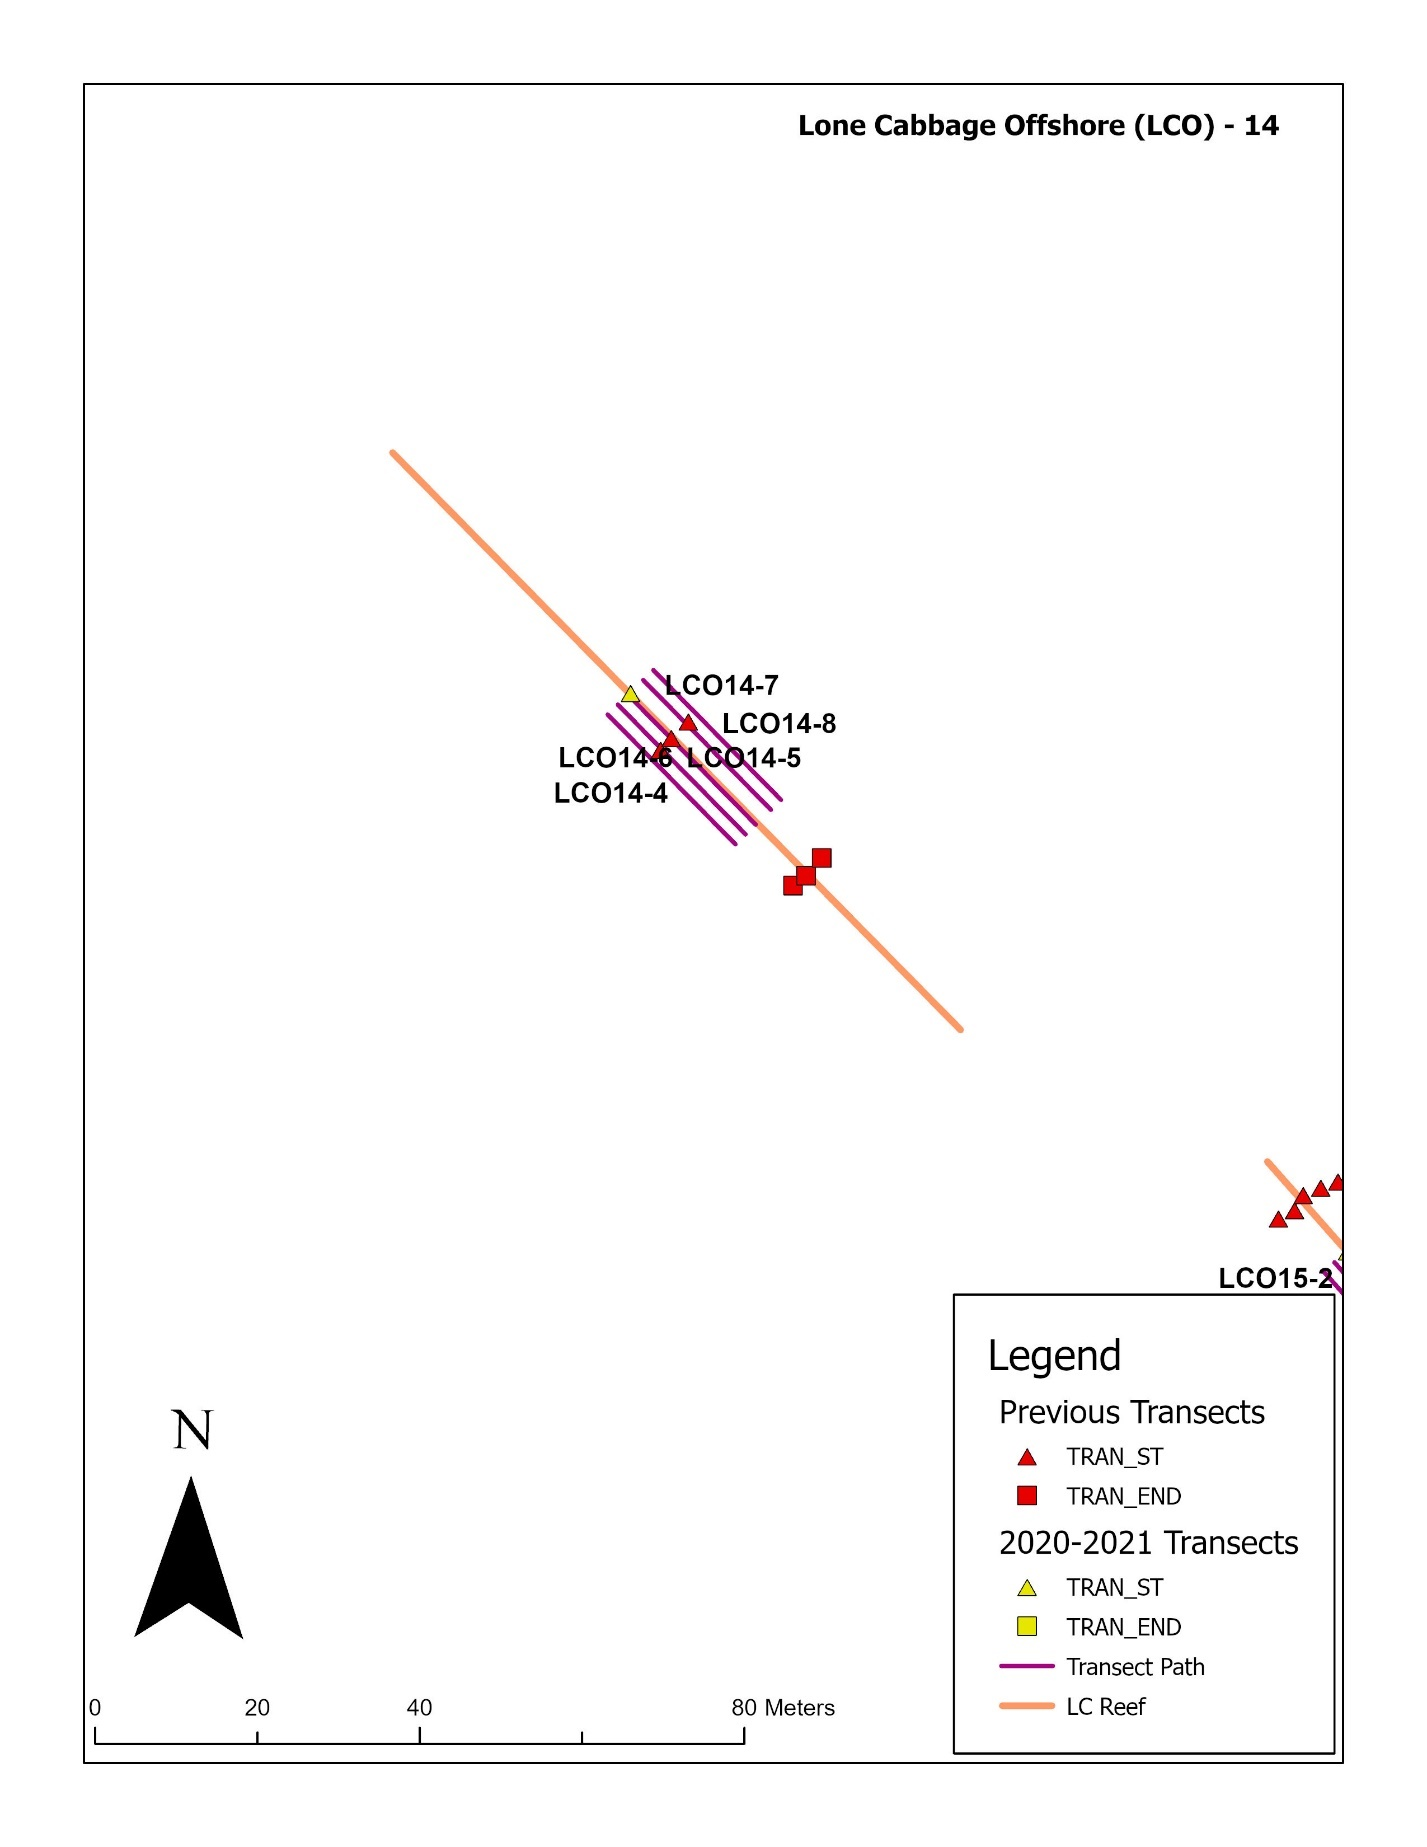 Lone Cabbage Offshore (LCO) - 14
LCO14-7
LCO14-8
LCO14-6 LCO14-5
LCO14-4
LCO15-2
Legend
Previous Transects
TRAN_ST
TRAN_END
2020-2021 Transects
TRAN_ST
TRAN_END
Transect Path
LC Reef
N
0 20 40 80 Meters